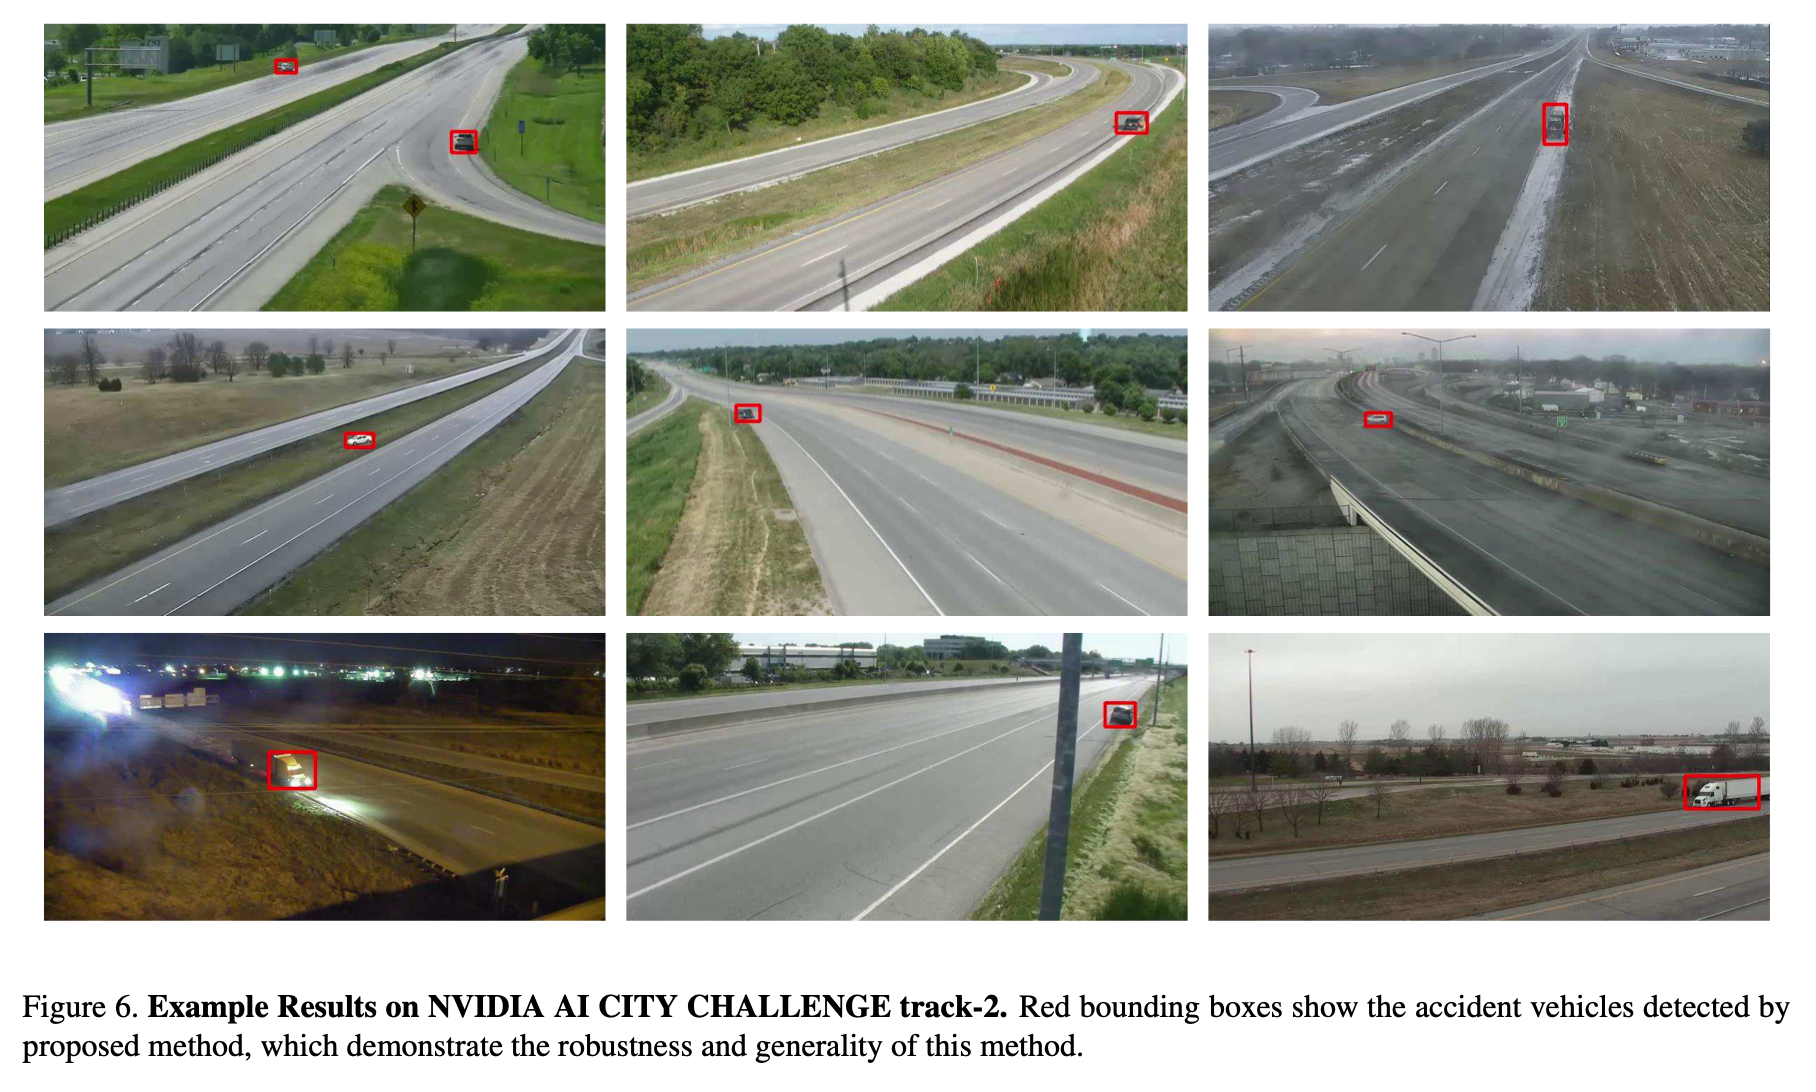 Figure 6. Example Results on NVIDIA AI CITY CHALLENGE track-2. Red bounding boxes show the accident vehicles detected by
proposed method, which demonstrate the robustness and generality of this method.